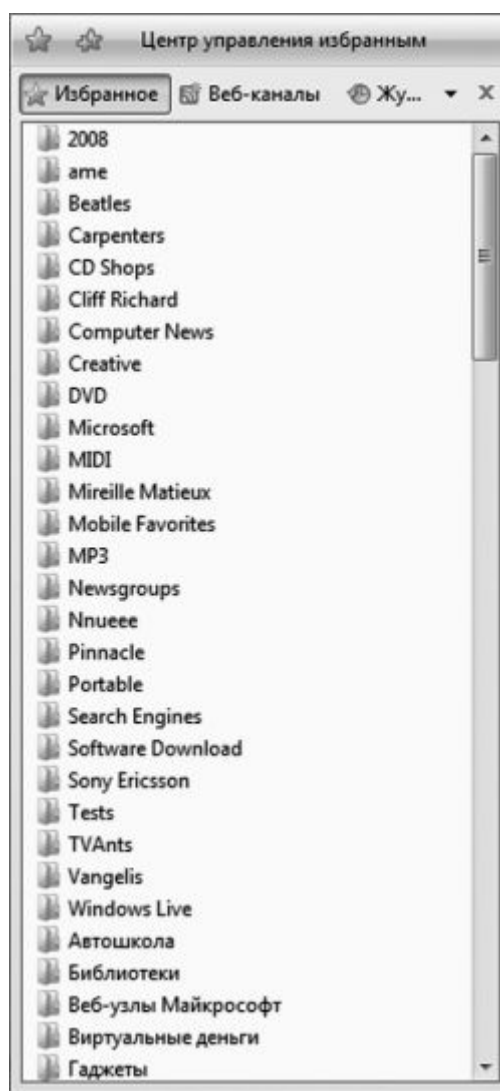 Центр управления избранным
Избранное Веб-каналы Жу...
2008
ame
Beatles
Carpenters
CD Shops
Cliff Richard
Computer News
Creative
DVD
Microsoft
MIDI
Mireille Matieux
Mobile Favorites
MP3
Newsgroups
Nnueee
Pinnacle
Portable
Search Engines
Software Download
Sony Ericsson
Tests
TVAnts
Vangelis
Windows Live
Автошкола
Библиотеки
Веб-узлы Майкрософт
Виртуальные деньги
Гаджеты